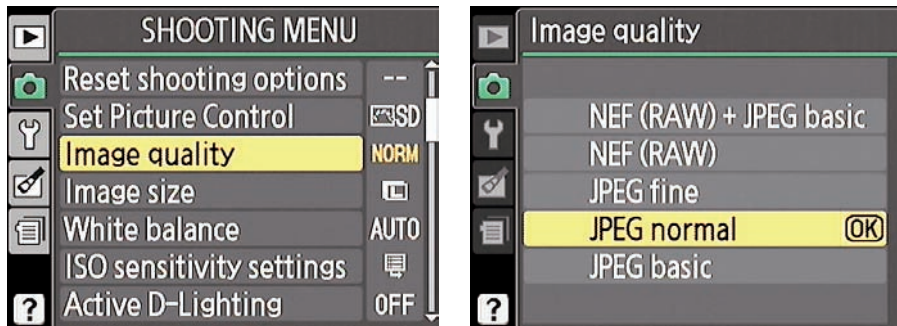 SHOOTING MENU
Reset shooting options --
Set Picture Control SD
Image quality NORM
Image size L
White balance AUTO
ISO sensitivity settings
Active D-Lighting OFF
?
Image quality
NEF (RAW) + JPEG basic
NEF (RAW)
JPEG fine
JPEG normal OK
JPEG basic
?